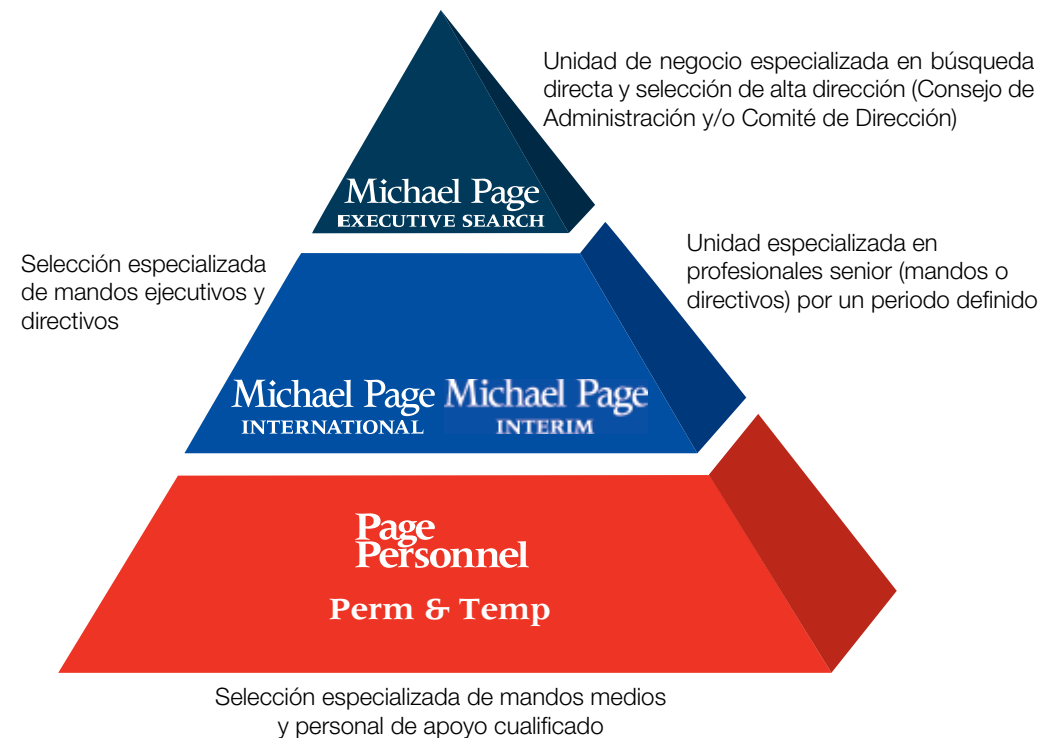 Unidad de negocio especializada en búsqueda
directa y selección de alta dirección (Consejo de
Administración y/o Comité de Dirección)
Michael Page
EXECUTIVE SEARCH
Selección especializada
de mandos ejecutivos y
directivos
Unidad especializada en
profesionales senior (mandos o
directivos) por un periodo definido
Michael Page
INTERNATIONAL
Michael Page
INTERIM
Page
Personnel
Perm & Temp
Selección especializada de mandos medios
y personal de apoyo cualificado